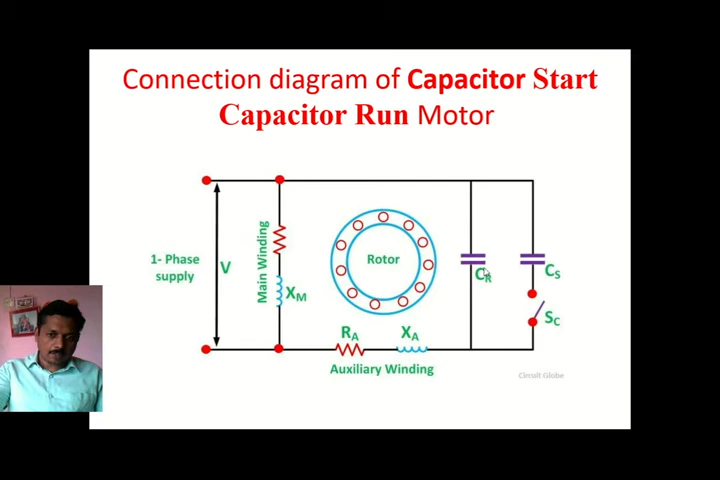 Connection diagram of Capacitor Start
Capacitor Run Motor
1- Phase
supply
V
Main Winding
XM
Rotor
CR
CS
SC
RA
XA
Auxiliary Winding
Circuit Globe